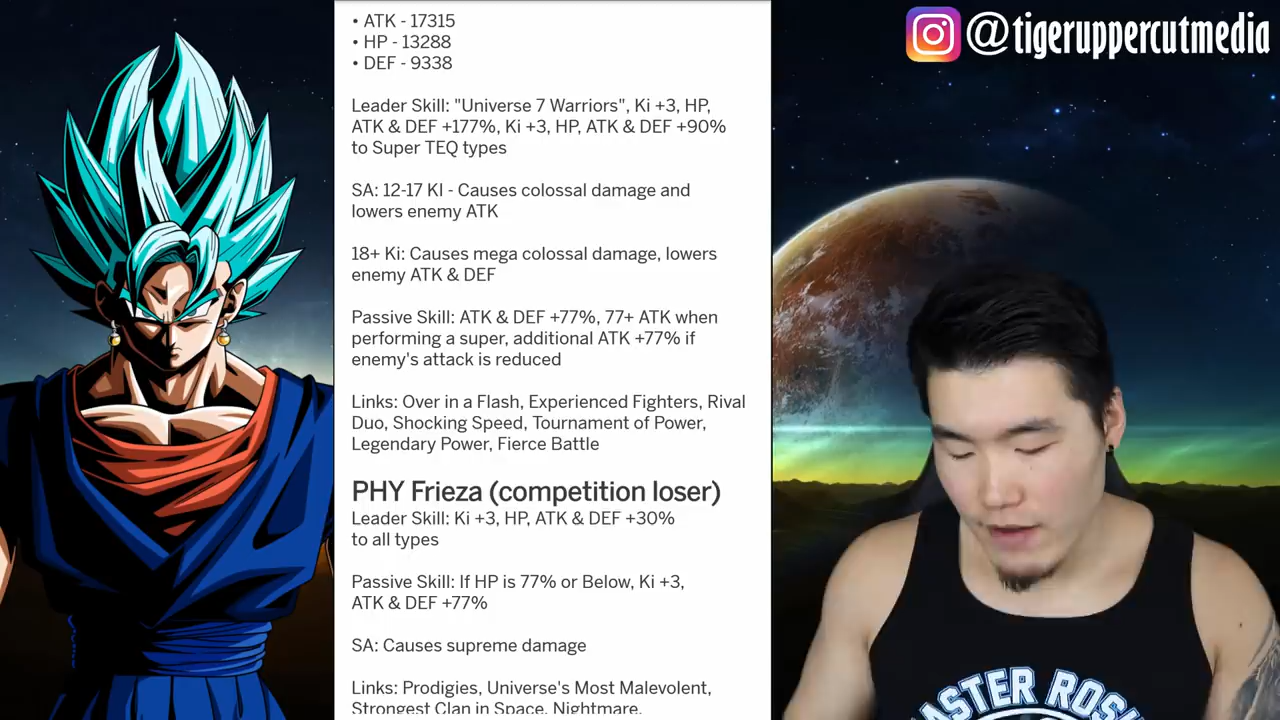 • ATK - 17315
• HP - 13288
• DEF - 9338
Leader Skill: "Universe 7 Warriors", Ki +3, HP,
ATK & DEF +177%, Ki +3, HP, ATK & DEF +90%
to Super TEQ types
SA: 12-17 KI - Causes colossal damage and
lowers enemy ATK
18+ Ki: Causes mega colossal damage, lowers
enemy ATK & DEF
Passive Skill: ATK & DEF +77%, 77+ ATK when
performing a super, additional ATK +77% if
enemy's attack is reduced
Links: Over in a Flash, Experienced Fighters, Rival
Duo, Shocking Speed, Tournament of Power,
Legendary Power, Fierce Battle
PHY Frieza (competition loser)
Leader Skill: Ki +3, HP, ATK & DEF +30%
to all types
Passive Skill: If HP is 77% or Below, Ki +3,
ATK & DEF +77%
SA: Causes supreme damage
Links: Prodigies, Universe's Most Malevolent,
Strongest Clan in Space, Nightmare,
@tigeruppercutmedia